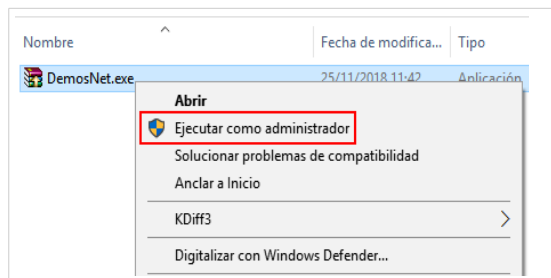 Nombre Fecha de modifica... Tipo
DemosNet.exe 25/11/2018 11:42 Aplicación
Abrir
Ejecutar como administrador
Solucionar problemas de compatibilidad
Anclar a Inicio
KDiff3
Digitalizar con Windows Defender...